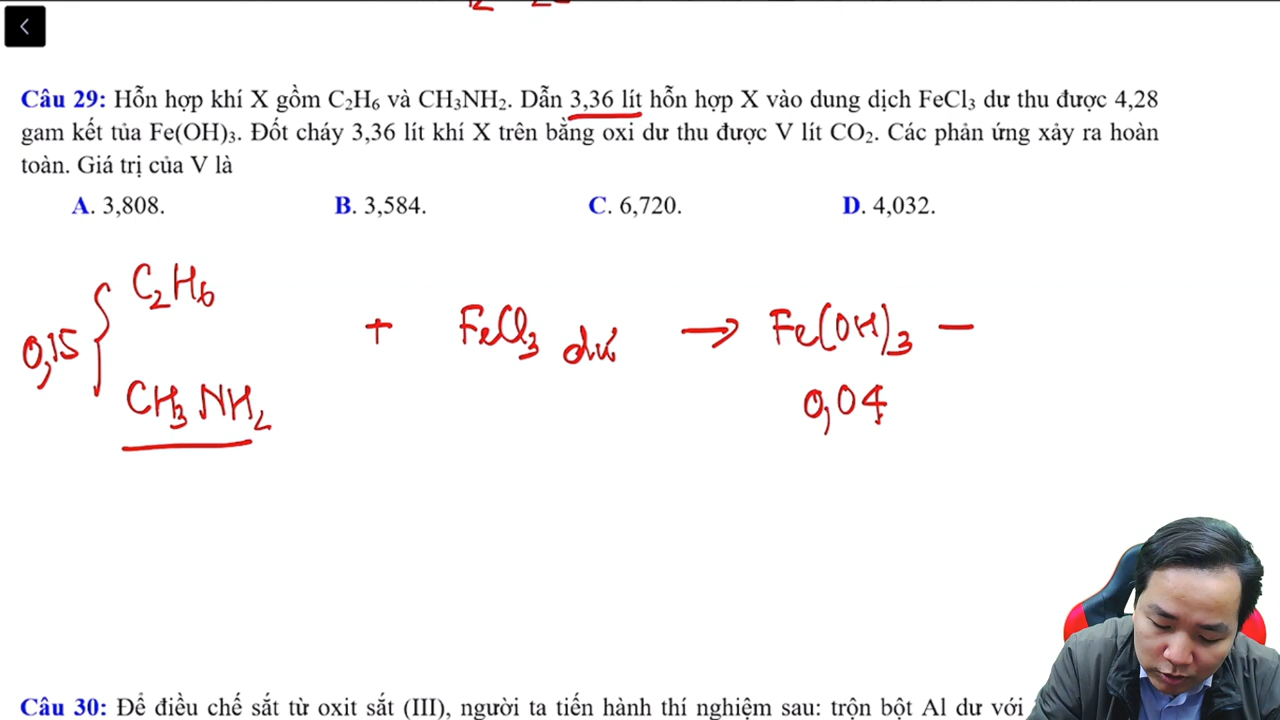 Câu 29: Hỗn hợp khí X gồm C₂H₆ và CH₃NH₂. Dẫn 3,36 lít hỗn hợp X vào dung dịch FeCl₃ dư thu được 4,28
gam kết tủa Fe(OH)₃. Đốt cháy 3,36 lít khí X trên bằng oxi dư thu được V lít CO₂. Các phản ứng xảy ra hoàn
toàn. Giá trị của V là
A. 3,808. B. 3,584. C. 6,720. D. 4,032.
C₂H₆
0,15 { + FeCl₃ dư → Fe(OH)₃ –
CH₃NH₂ 0,04
Câu 30: Để điều chế sắt từ oxit sắt (III), người ta tiến hành thí nghiệm sau: trộn bột Al dư với